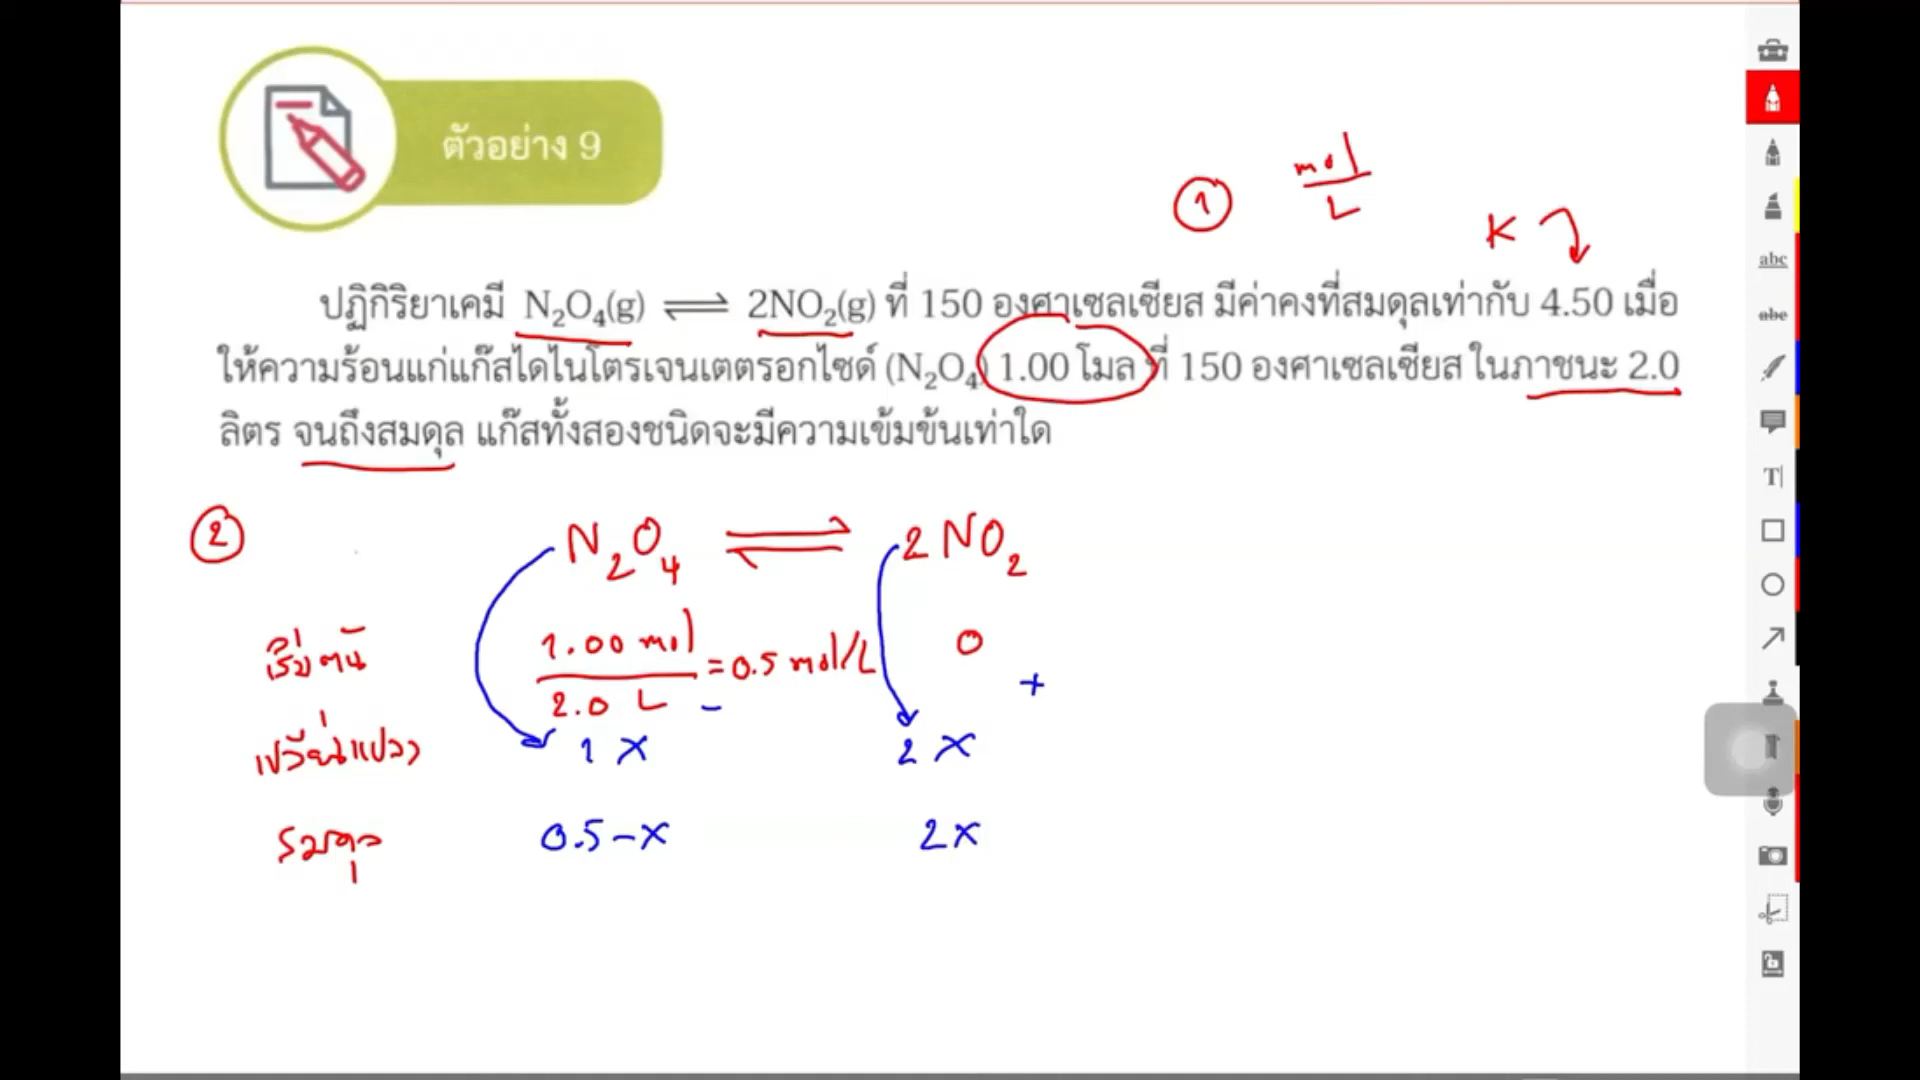 ตัวอย่าง 9
① mol
L
K
ปฏิกิริยาเคมี N₂O₄(g) ⇌ 2NO₂(g) ที่ 150 องศาเซลเซียส มีค่าคงที่สมดุลเท่ากับ 4.50 เมื่อ
ให้ความร้อนแก่แก๊สไดไนโตรเจนเตตรอกไซด์ (N₂O₄) 1.00 โมล ที่ 150 องศาเซลเซียส ในภาชนะ 2.0
ลิตร จนถึงสมดุล แก๊สทั้งสองชนิดจะมีความเข้มข้นเท่าใด
② N₂O₄ ⇌ 2NO₂
เริ่มต้น 1.00 mol = 0.5 mol/L 0
2.0 L - +
เปลี่ยนแปลง 1 x 2 x
สมดุล 0.5 - x 2x
abc
abc
T